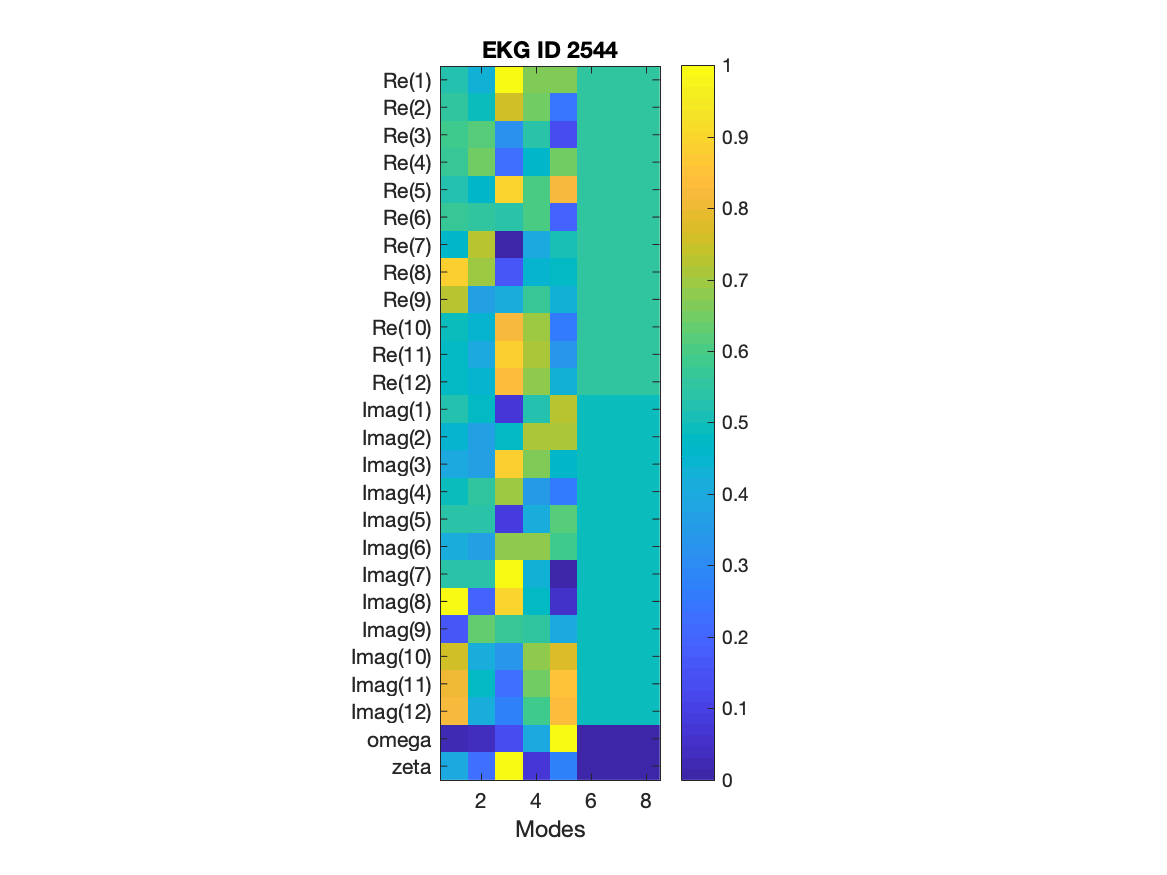 EKG ID 2544
Re(1)
Re(2)
Re(3)
Re(4)
Re(5)
Re(6)
Re(7)
Re(8)
Re(9)
Re(10)
Re(11)
Re(12)
Imag(1)
Imag(2)
Imag(3)
Imag(4)
Imag(5)
Imag(6)
Imag(7)
Imag(8)
Imag(9)
Imag(10)
Imag(11)
Imag(12)
omega
zeta
2 4 6 8
Modes
1
0.9
0.8
0.7
0.6
0.5
0.4
0.3
0.2
0.1
0